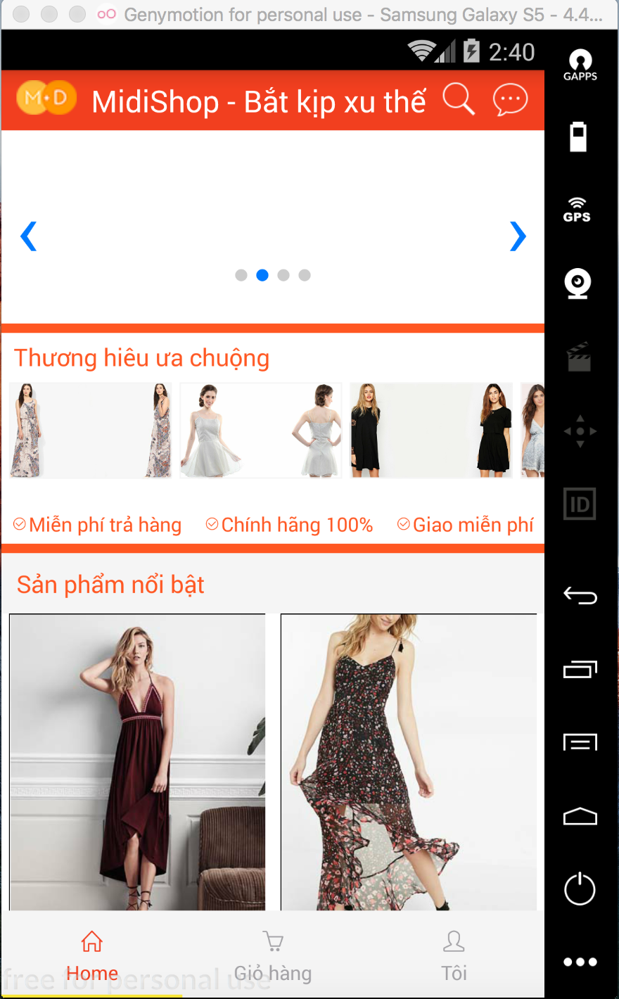 Genymotion for personal use - Samsung Galaxy S5 - 4.4...
2:40
GAPPS
M D
MidiShop - Bắt kịp xu thế
GPS
Thương hiêu ưa chuộng
ID
Miễn phí trả hàng
Chính hãng 100%
Giao miễn phí
Sản phẩm nổi bật
Home
Giỏ hàng
Tôi
free for personal use